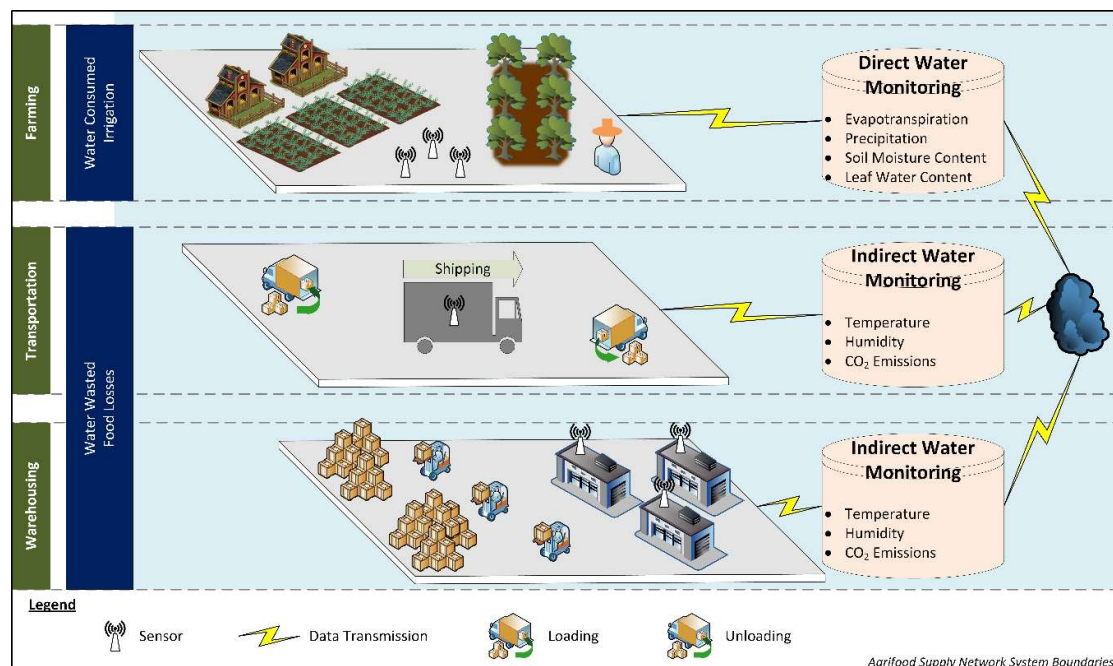 Farming
Water Consumed
Irrigation
Direct Water
Monitoring
• Evapotranspiration
• Precipitation
• Soil Moisture Content
• Leaf Water Content
Transportation
Water Wasted
Food Losses
Shipping
Indirect Water
Monitoring
• Temperature
• Humidity
• CO₂ Emissions
Warehousing
Indirect Water
Monitoring
• Temperature
• Humidity
• CO₂ Emissions
Legend
Sensor
Data Transmission
Loading
Unloading
Agrifood Supply Network System Boundaries